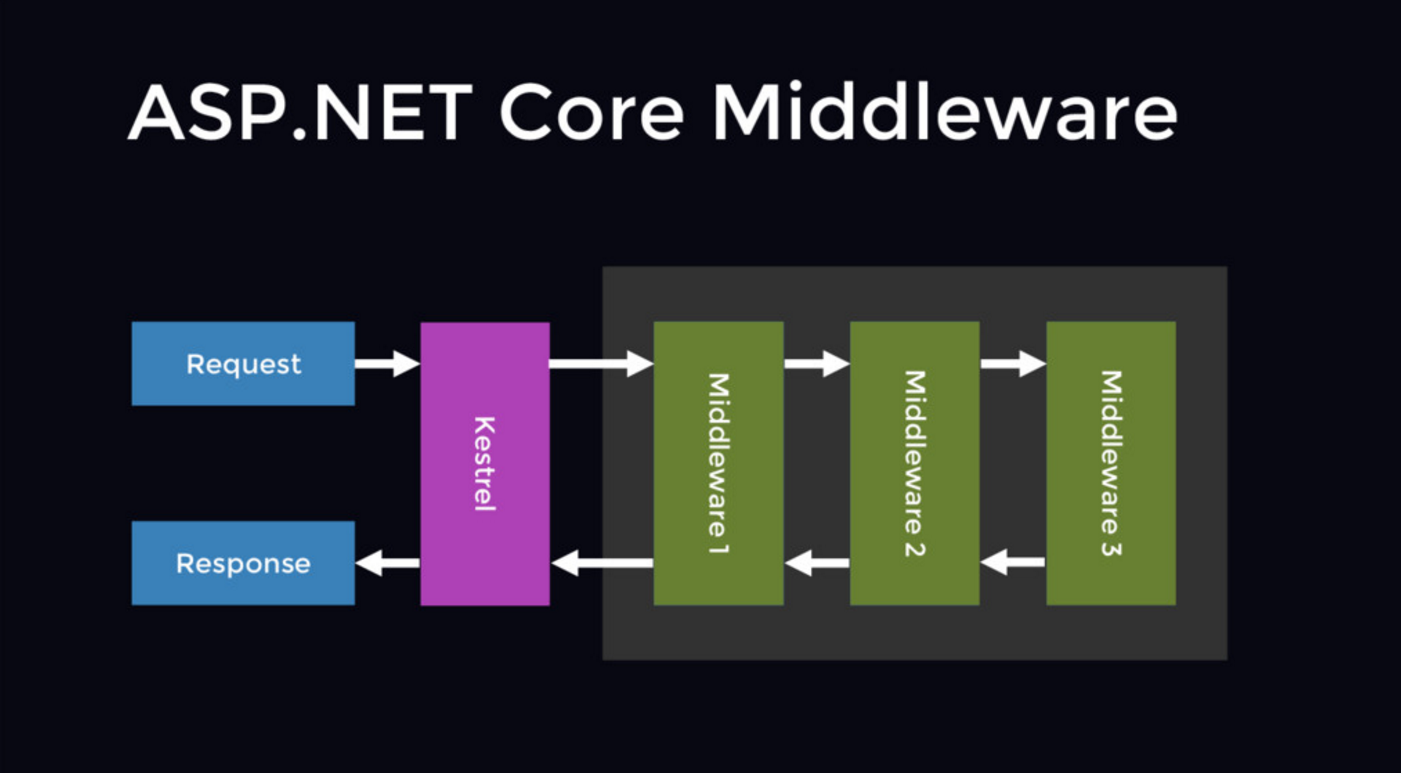 ASP.NET Core Middleware
Request
Kestrel
Middleware 1
Middleware 2
Middleware 3
Response